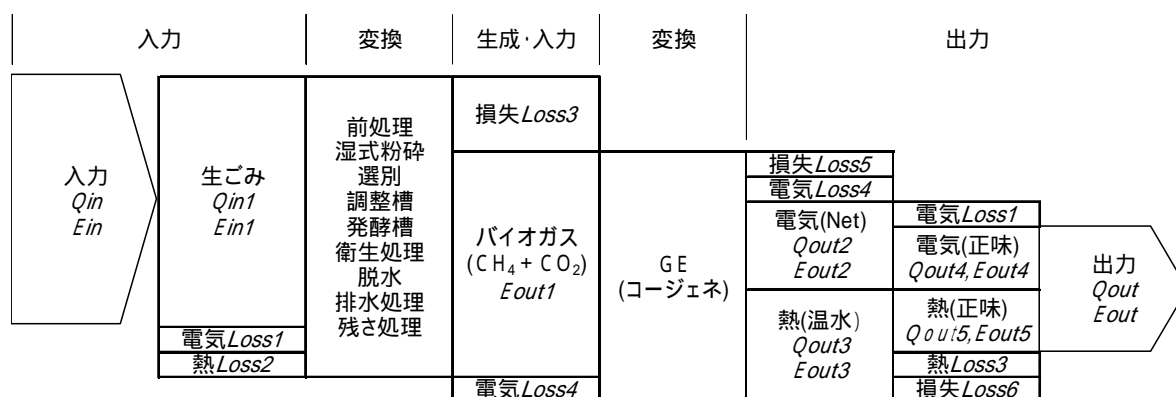 入力
変換
生成・入力
変換
出力
入力
Qin
Ein
生ごみ
Qin1
Ein1
電気Loss1
熱Loss2
前処理
湿式粉砕
選別
調整槽
発酵槽
衛生処理
脱水
排水処理
残さ処理
損失Loss3
バイオガス
(CH₄+CO₂)
Eout1
電気Loss4
GE
(コージェネ)
損失Loss5
電気Loss4
電気(Net)
Qout2
Eout2
熱(温水)
Qout3
Eout3
電気Loss1
電気(正味)
Qout4,Eout4
熱(正味)
Qout5,Eout5
熱Loss3
損失Loss6
出力
Qout
Eout